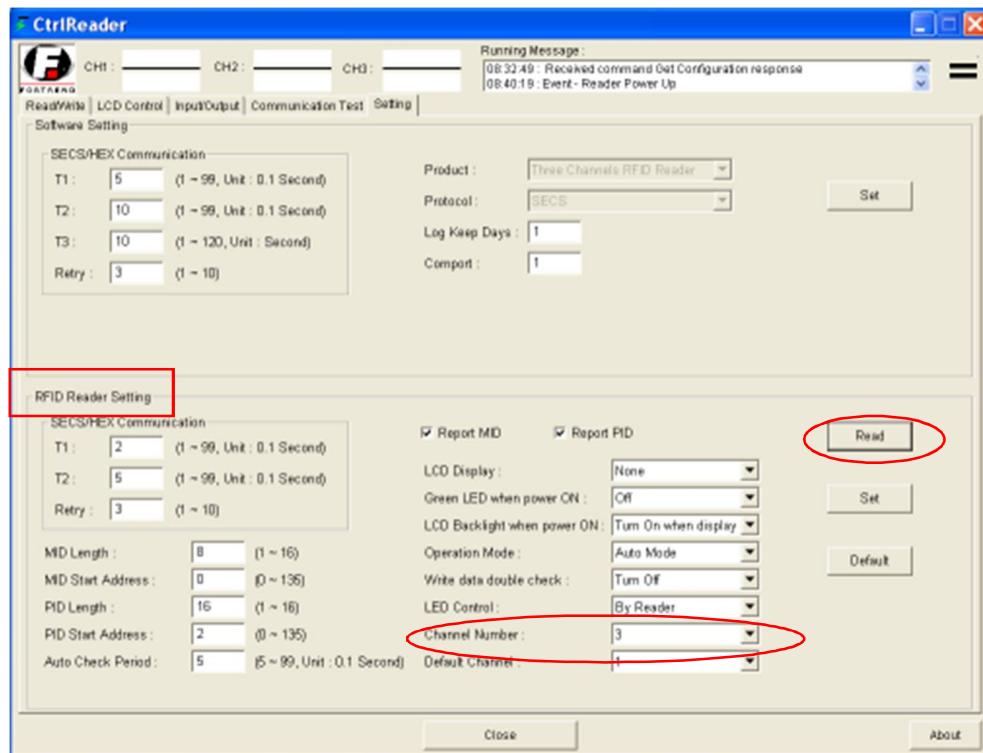 CtrlReader
FORTRENG
CH1 :
CH2 :
CH3 :
Running Message :
08:32:49 : Received command Get Configuration response
08:40:19 : Event - Reader Power Up
Read/Write
LCD Control
Input/Output
Communication Test
Setting
Software Setting
SECS/HEX Communication
T1 : 5 (1 ~ 99, Unit : 0.1 Second)
T2 : 10 (1 ~ 99, Unit : 0.1 Second)
T3 : 10 (1 ~ 120, Unit : Second)
Retry : 3 (1 ~ 10)
Product : Three Channels RFID Reader
Protocol : SECS
Log Keep Days : 1
Comport : 1
Set
RFID Reader Setting
SECS/HEX Communication
T1 : 2 (1 ~ 99, Unit : 0.1 Second)
T2 : 5 (1 ~ 99, Unit : 0.1 Second)
Retry : 3 (1 ~ 10)
MID Length : 8 (1 ~ 16)
MID Start Address : 0 (0 ~ 135)
PID Length : 16 (1 ~ 16)
PID Start Address : 2 (0 ~ 135)
Auto Check Period : 5 (5 ~ 99, Unit : 0.1 Second)
Report MID
Report PID
LCD Display : None
Green LED when power ON : Off
LCD Backlight when power ON : Turn On when display
Operation Mode : Auto Mode
Write data double check : Turn Off
LED Control : By Reader
Channel Number : 3
Default Channel : 1
Read
Set
Default
Close
About